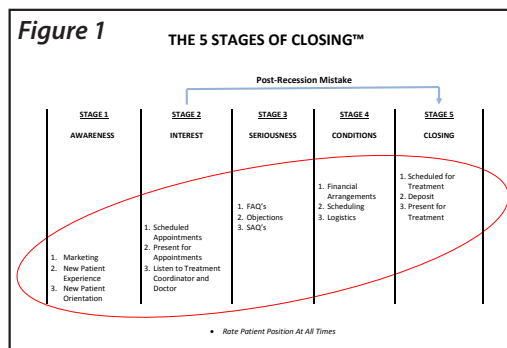 Figure 1
THE 5 STAGES OF CLOSING™
Post-Recession Mistake
STAGE 1
AWARENESS
1. Marketing
2. New Patient
Experience
3. New Patient
Orientation
STAGE 2
INTEREST
1. Scheduled
Appointments
2. Present for
Appointments
3. Listen to Treatment
Coordinator and
Doctor
STAGE 3
SERIOUSNESS
1. FAQ's
2. Objections
3. SAQ's
STAGE 4
CONDITIONS
1. Financial
Arrangements
2. Scheduling
3. Logistics
STAGE 5
CLOSING
1. Scheduled for
Treatment
2. Deposit
3. Present for
Treatment
• Rate Patient Position At All Times